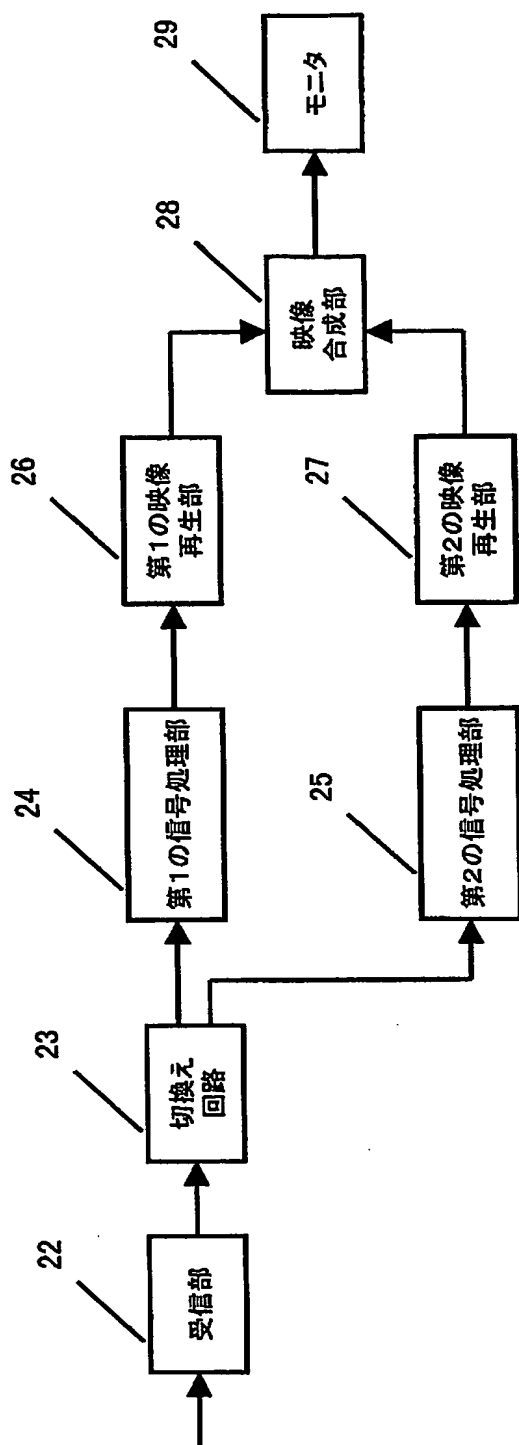 22
受信部
23
切換え
回路
24
第1の信号処理部
25
第2の信号処理部
26
第1の映像
再生部
27
第2の映像
再生部
28
映像
合成部
29
モニタ